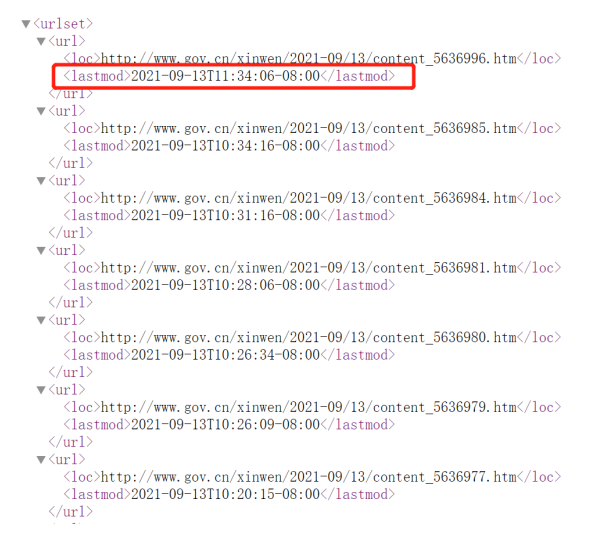 ▼<urlset>
▼<url>
<loc>http://www.gov.cn/xinwen/2021-09/13/content_5636996.htm</loc>
<lastmod>2021-09-13T11:34:06-08:00</lastmod>
</url>
▼<url>
<loc>http://www.gov.cn/xinwen/2021-09/13/content_5636985.htm</loc>
<lastmod>2021-09-13T10:34:16-08:00</lastmod>
</url>
▼<url>
<loc>http://www.gov.cn/xinwen/2021-09/13/content_5636984.htm</loc>
<lastmod>2021-09-13T10:31:16-08:00</lastmod>
</url>
▼<url>
<loc>http://www.gov.cn/xinwen/2021-09/13/content_5636981.htm</loc>
<lastmod>2021-09-13T10:28:06-08:00</lastmod>
</url>
▼<url>
<loc>http://www.gov.cn/xinwen/2021-09/13/content_5636980.htm</loc>
<lastmod>2021-09-13T10:26:34-08:00</lastmod>
</url>
▼<url>
<loc>http://www.gov.cn/xinwen/2021-09/13/content_5636979.htm</loc>
<lastmod>2021-09-13T10:26:09-08:00</lastmod>
</url>
▼<url>
<loc>http://www.gov.cn/xinwen/2021-09/13/content_5636977.htm</loc>
<lastmod>2021-09-13T10:20:15-08:00</lastmod>
</url>